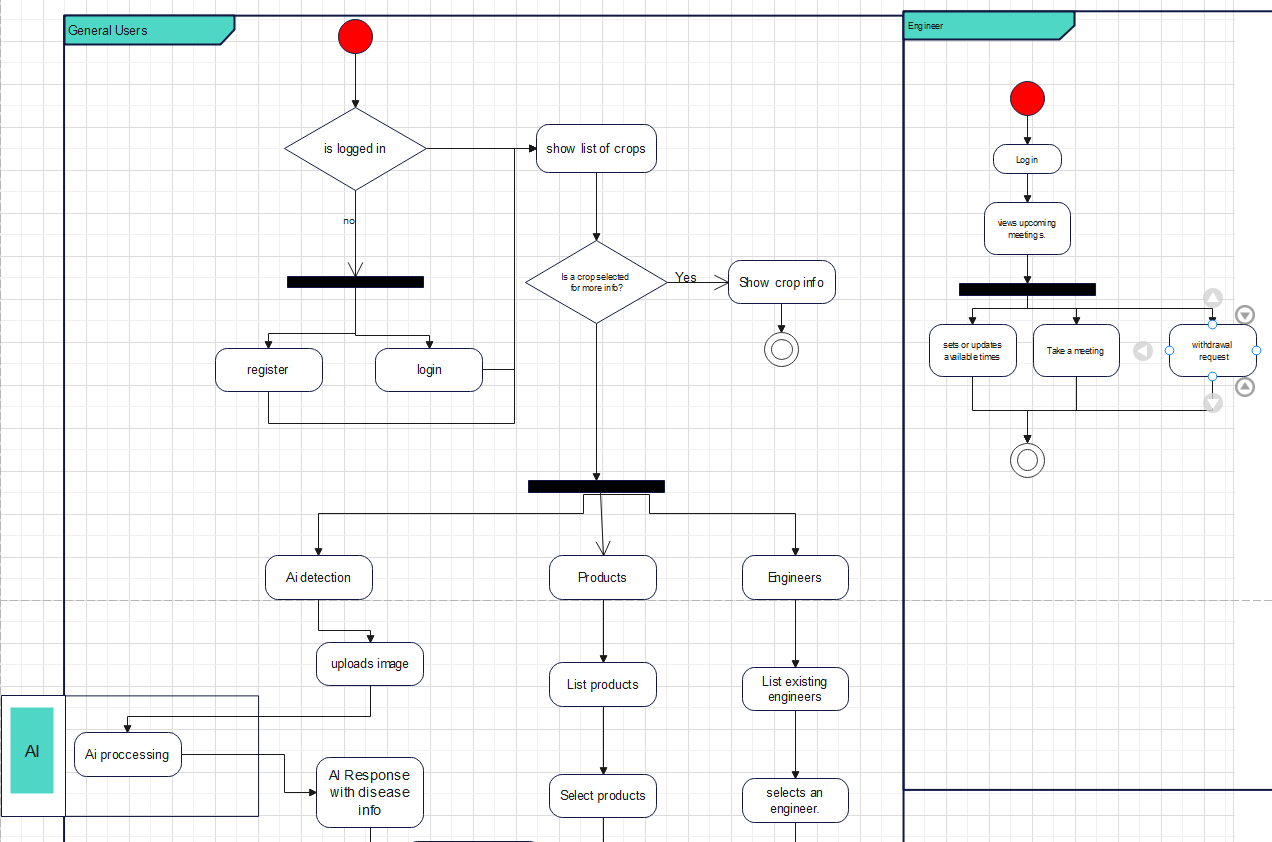 General Users
Engineer
is logged in
show list of crops
Log in
no
views upcoming
meetings.
Is a crop selected
for more info?
Yes
Show crop info
register
login
sets or updates
available times
Take a meeting
withdrawal
request
Ai detection
Products
Engineers
uploads image
List products
List existing
engineers
AI
Ai proccessing
AI Response
with disease
info
Select products
selects an
engineer.